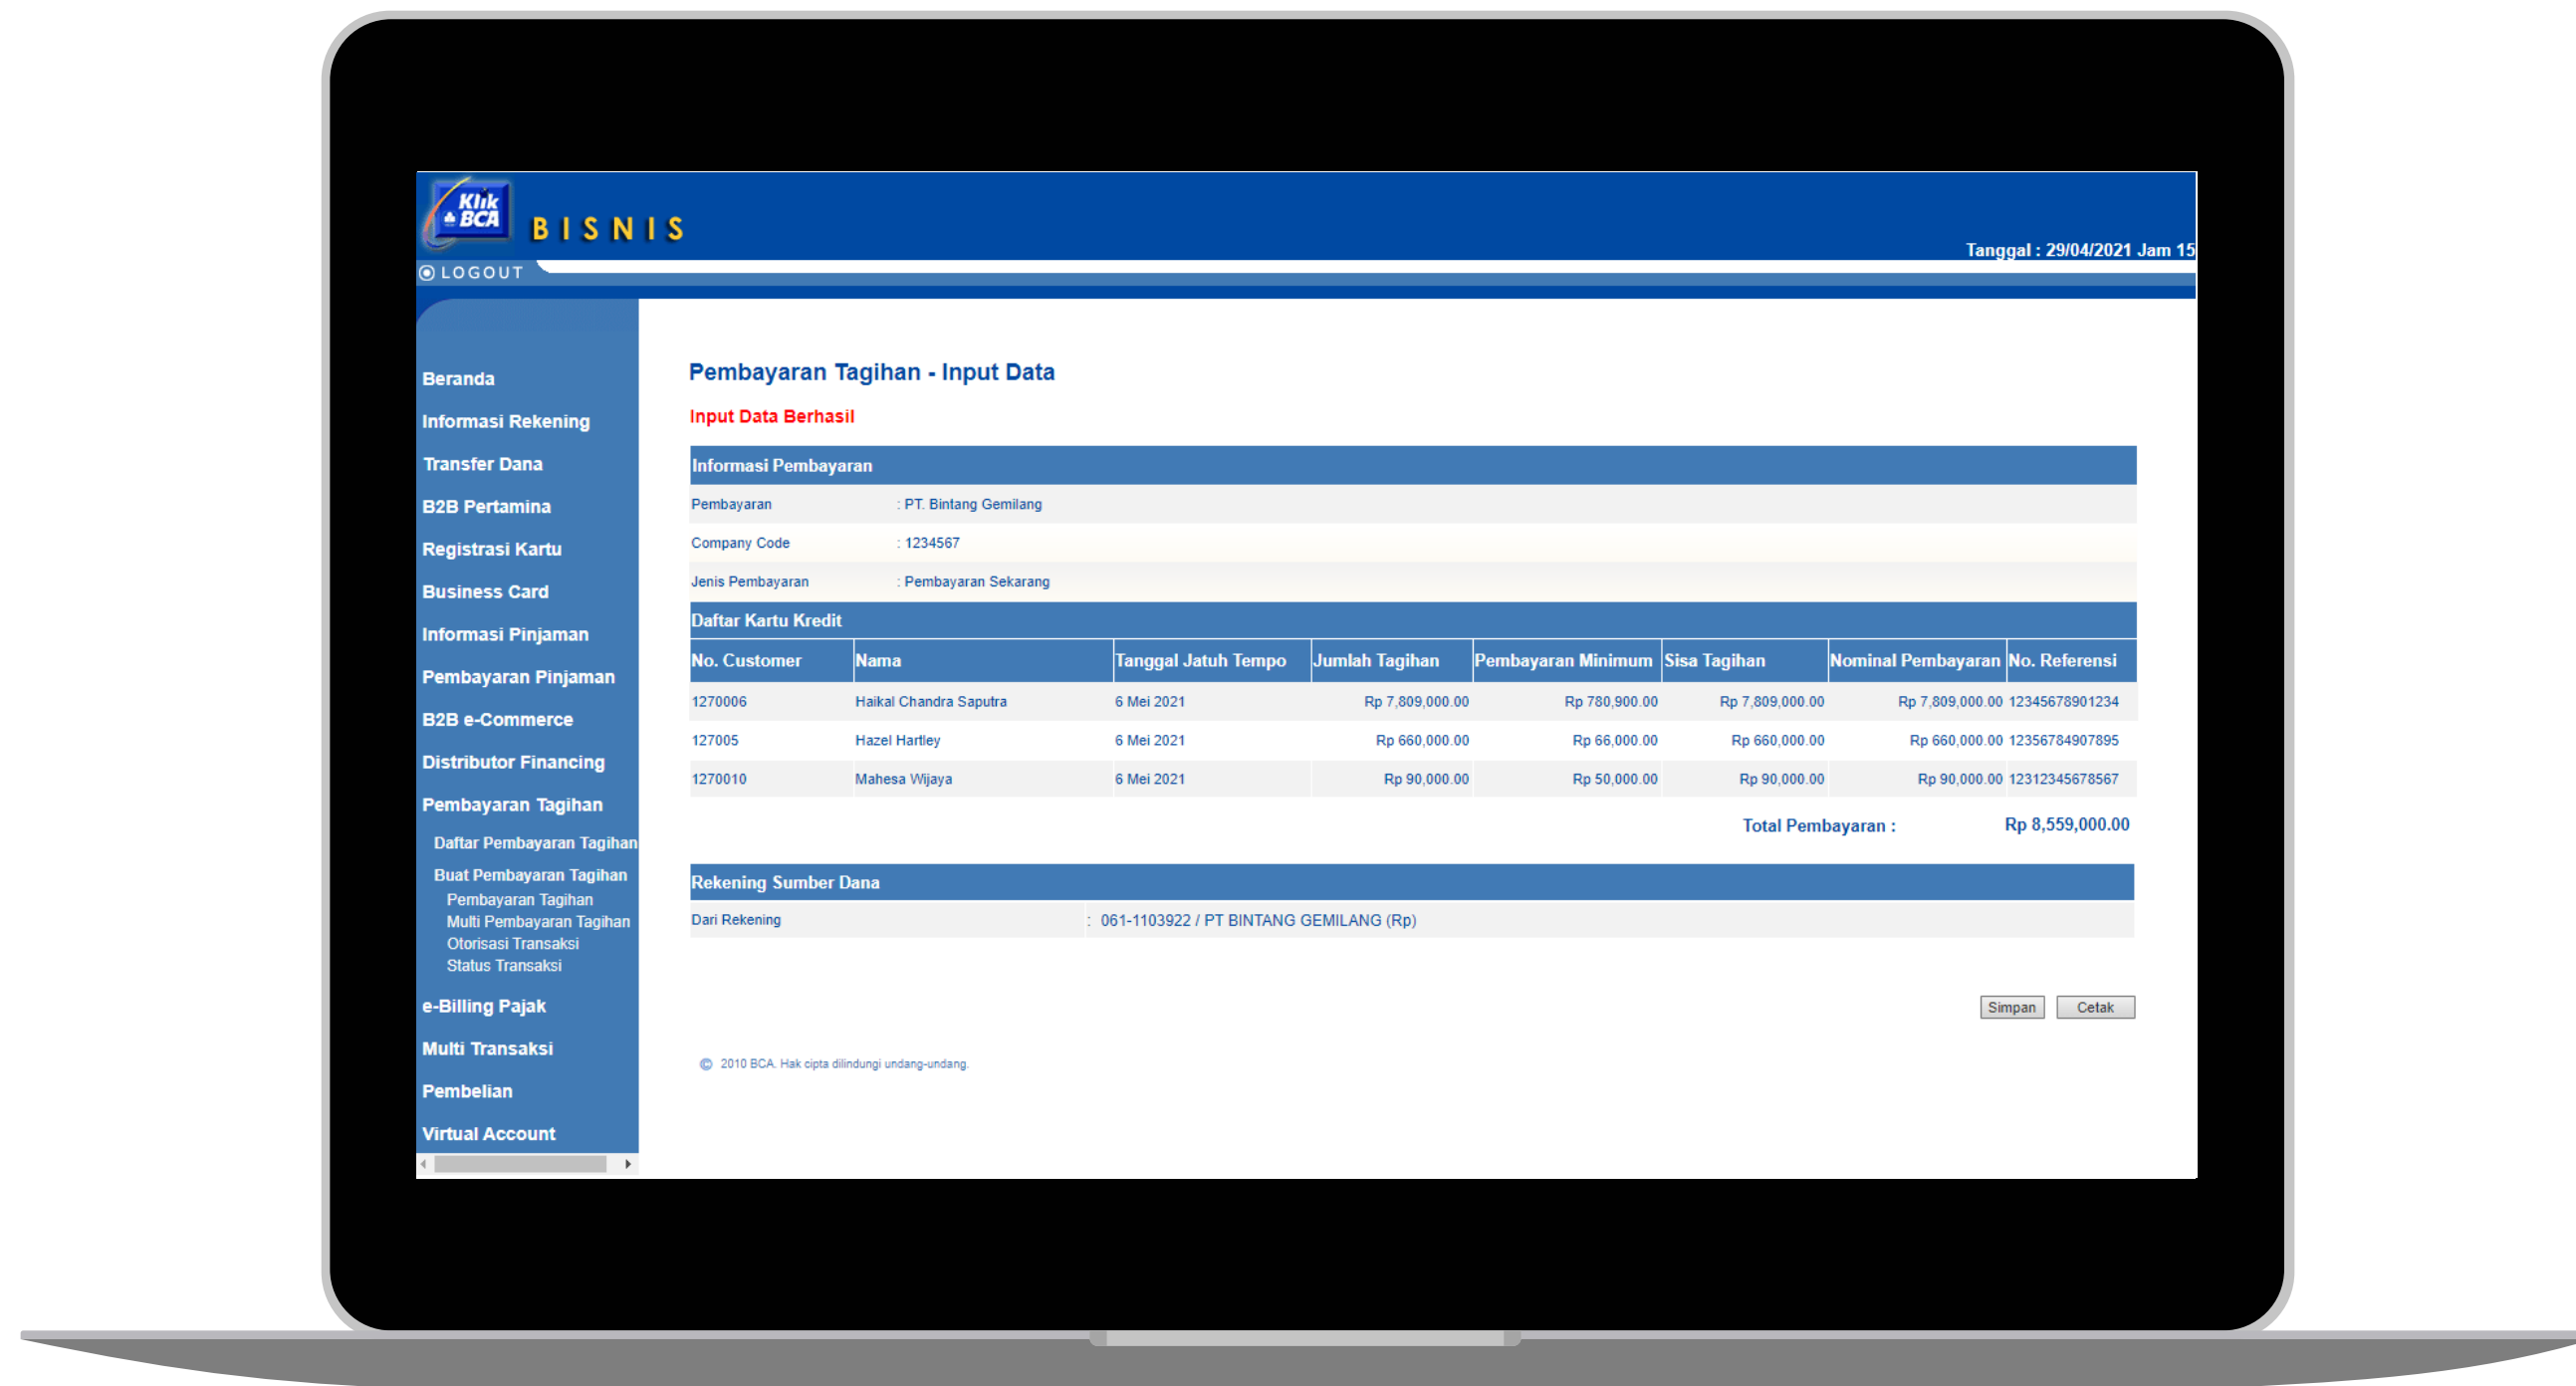 Klik
BCA
BISNIS
Tanggal : 29/04/2021 Jam 15
LOGOUT
Beranda
Informasi Rekening
Transfer Dana
B2B Pertamina
Registrasi Kartu
Business Card
Informasi Pinjaman
Pembayaran Pinjaman
B2B e-Commerce
Distributor Financing
Pembayaran Tagihan
Daftar Pembayaran Tagihan
Buat Pembayaran Tagihan
Pembayaran Tagihan
Multi Pembayaran Tagihan
Otorisasi Transaksi
Status Transaksi
e-Billing Pajak
Multi Transaksi
Pembelian
Virtual Account
Pembayaran Tagihan - Input Data
Input Data Berhasil
Informasi Pembayaran
Pembayaran : PT. Bintang Gemilang
Company Code : 1234567
Jenis Pembayaran : Pembayaran Sekarang
Daftar Kartu Kredit
No. Customer Nama Tanggal Jatuh Tempo Jumlah Tagihan Pembayaran Minimum Sisa Tagihan Nominal Pembayaran No. Referensi
1270006 Haikal Chandra Saputra 6 Mei 2021 Rp 7,809,000.00 Rp 780,900.00 Rp 7,809,000.00 Rp 7,809,000.00 12345678901234
127005 Hazel Hartley 6 Mei 2021 Rp 660,000.00 Rp 66,000.00 Rp 660,000.00 Rp 660,000.00 12356784907895
1270010 Mahesa Wijaya 6 Mei 2021 Rp 90,000.00 Rp 50,000.00 Rp 90,000.00 Rp 90,000.00 12312345678567
Total Pembayaran : Rp 8,559,000.00
Rekening Sumber Dana
Dari Rekening : 061-1103922 / PT BINTANG GEMILANG (Rp)
Simpan Cetak
© 2010 BCA. Hak cipta dilindungi undang-undang.